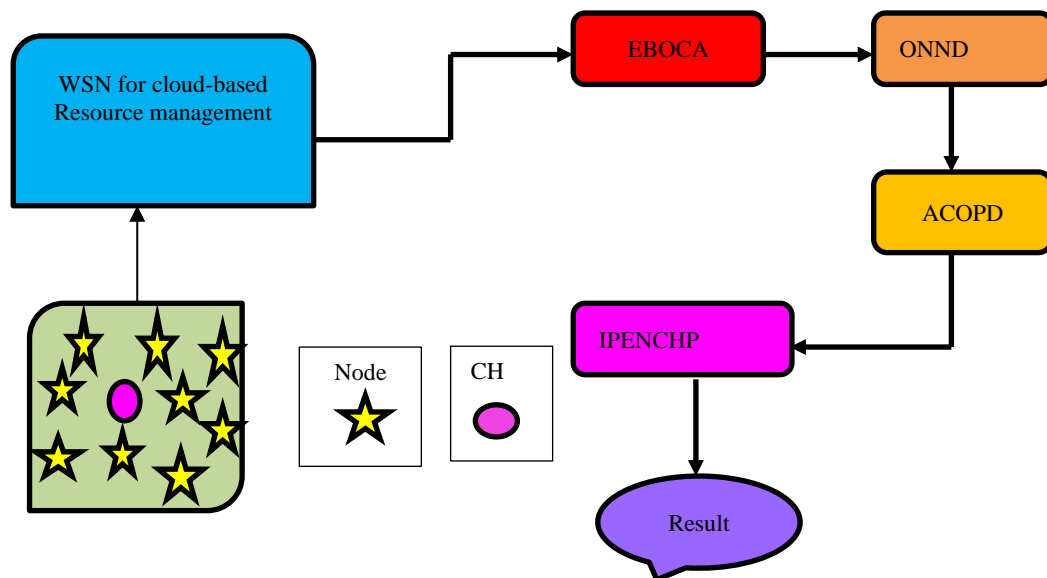 WSN for cloud-based
Resource management
EBOCA
ONND
ACOPD
IPENCHP
Node
CH
Result